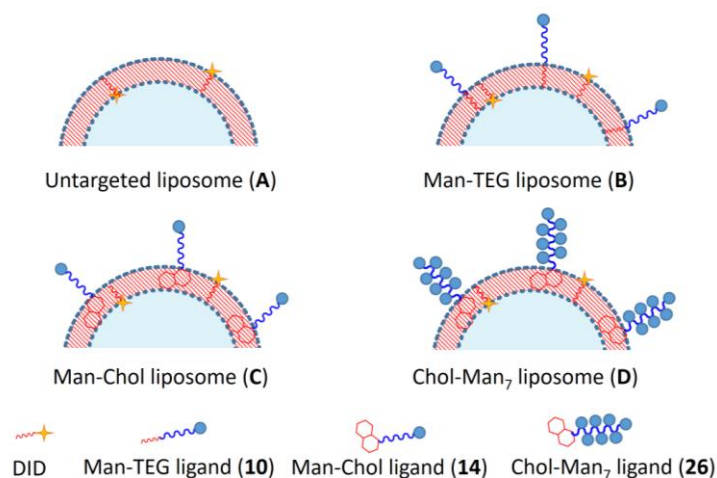 Untargeted liposome (A)
Man-TEG liposome (B)
Man-Chol liposome (C)
Chol-Man₇ liposome (D)
DID
Man-TEG ligand (10)
Man-Chol ligand (14)
Chol-Man₇ ligand (26)